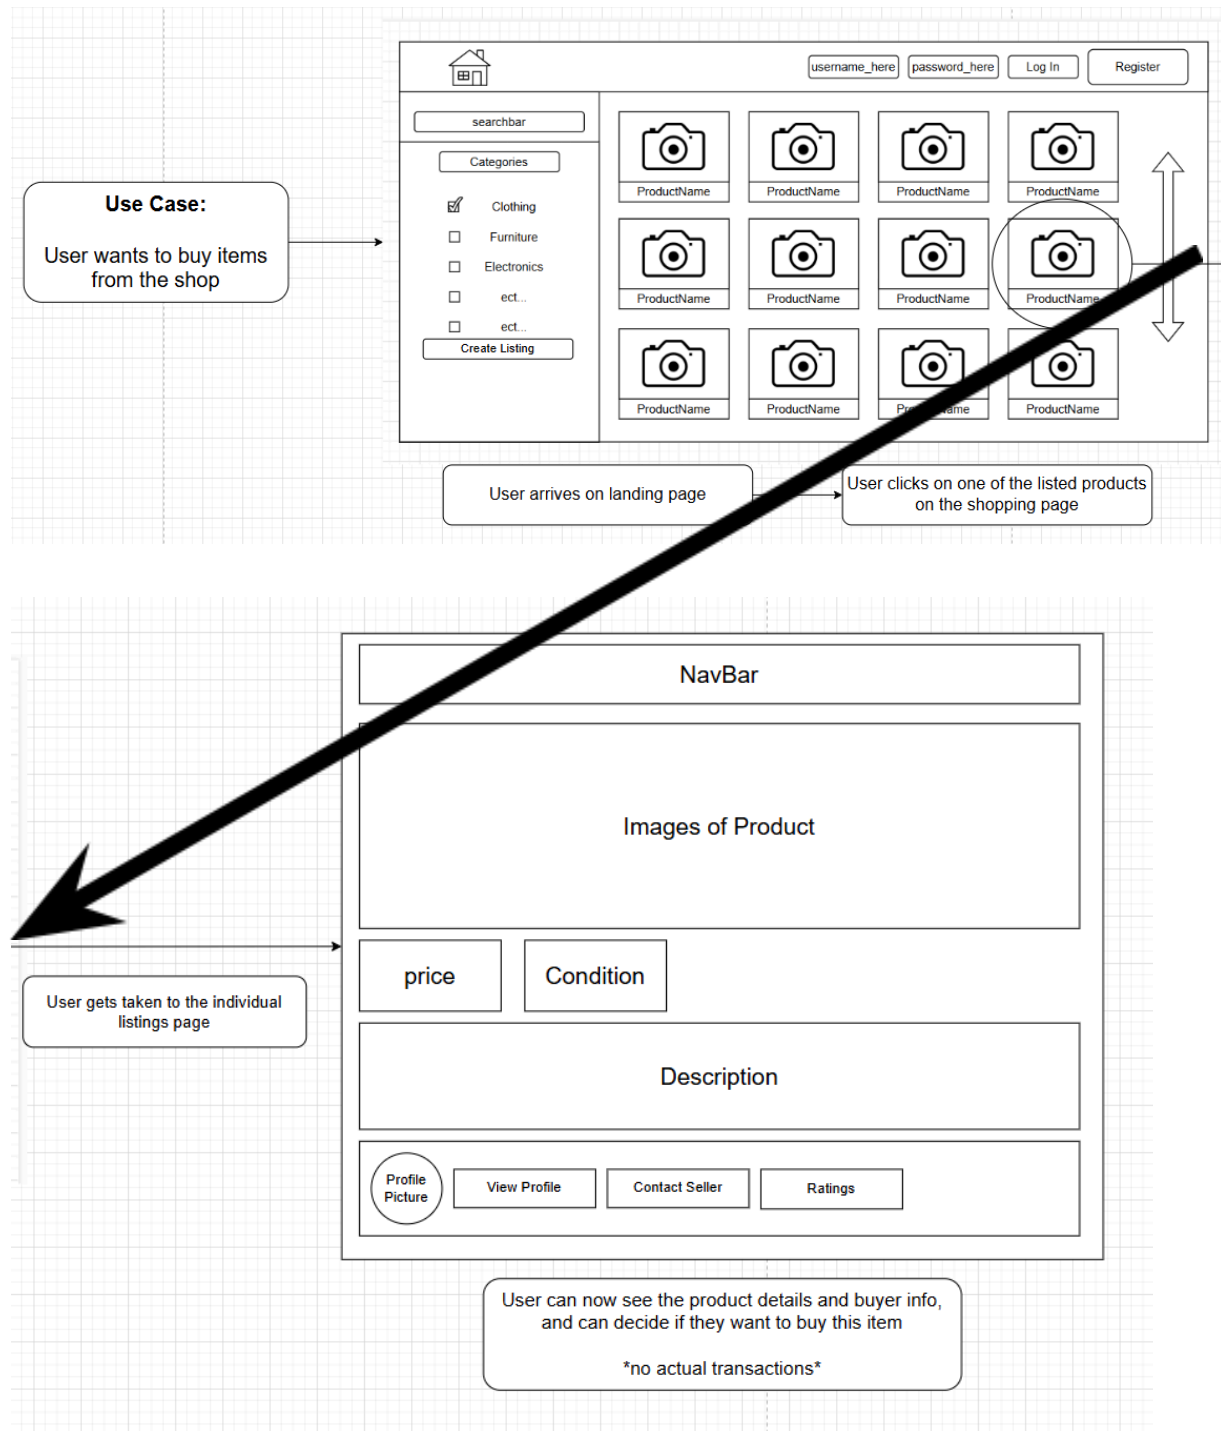 username_here password_here Log In Register
searchbar
Categories
Clothing
Furniture
Electronics
ect...
ect...
Create Listing
ProductName ProductName ProductName ProductName
ProductName ProductName ProductName ProductName
ProductName ProductName ProductName ProductName
Use Case:
User wants to buy items
from the shop
User arrives on landing page
User clicks on one of the listed products
on the shopping page
NavBar
Images of Product
price Condition
User gets taken to the individual
listings page
Description
Profile
Picture
View Profile Contact Seller Ratings
User can now see the product details and buyer info,
and can decide if they want to buy this item
*no actual transactions*